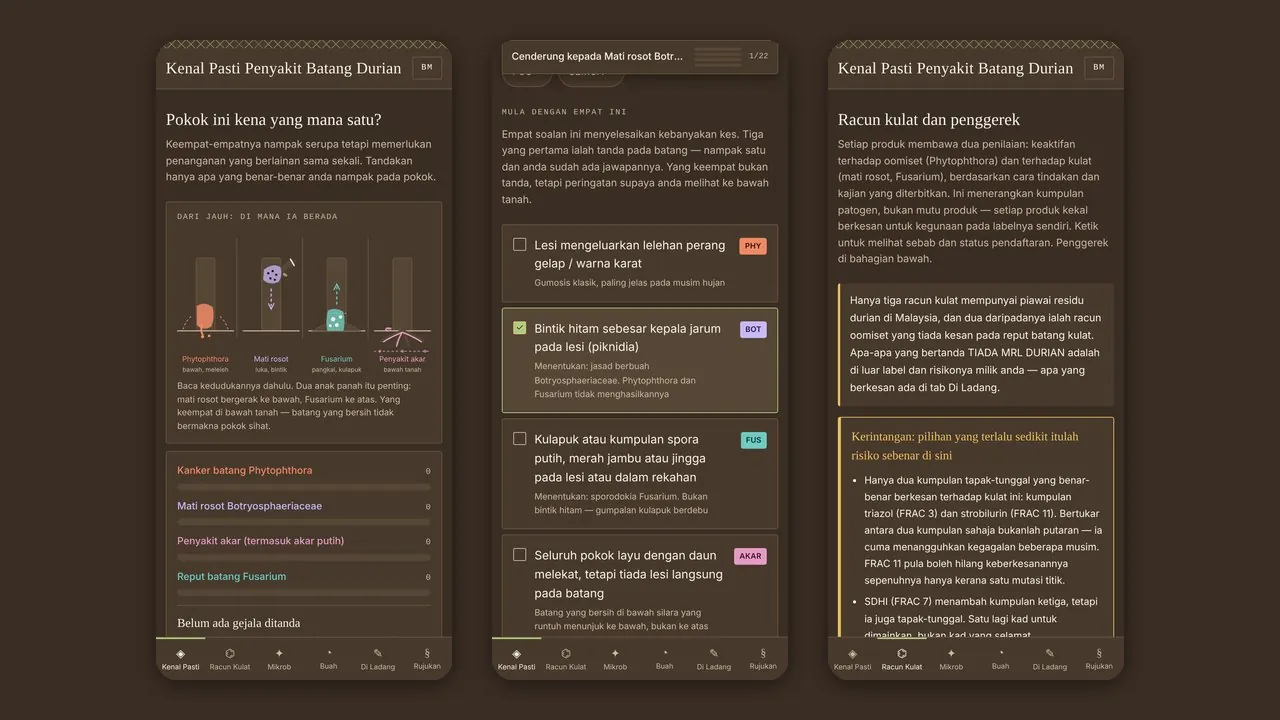 Kenal Pasti Penyakit Batang Durian
BM
Pokok ini kena yang mana satu?
Keempat-empatnya nampak serupa tetapi memerlukan
penanganan yang berlainan sama sekali. Tandakan
hanya apa yang benar-benar anda nampak pada pokok.
DARI JAUH: DI MANA IA BERADA
Phytophthora
bawah, meleleh
Mati rosot
luka, bintik
Fusarium
pangkal, kulapuk
Penyakit akar
bawah tanah
Baca kedudukannya dahulu. Dua anak panah itu penting:
mati rosot bergerak ke bawah, Fusarium ke atas. Yang
keempat di bawah tanah — batang yang bersih tidak
bermakna pokok sihat.
Kanker batang Phytophthora 0
Mati rosot Botryosphaeriaceae 0
Penyakit akar (termasuk akar putih) 0
Reput batang Fusarium 0
Belum ada gejala ditanda
Kenal Pasti
Racun Kulat
Mikrob
Buah
Di Ladang
§
Rujukan
Cenderung kepada Mati rosot Botr... 1/22
MULA DENGAN EMPAT INI
Empat soalan ini menyelesaikan kebanyakan kes. Tiga
yang pertama ialah tanda pada batang — nampak satu
dan anda sudah ada jawapannya. Yang keempat bukan
tanda, tetapi peringatan supaya anda melihat ke bawah
tanah.
Lesi mengeluarkan lelehan perang
gelap / warna karat
PHY
Gumosis klasik, paling jelas pada musim hujan
Bintik hitam sebesar kepala jarum
pada lesi (piknidia)
BOT
Menentukan: jasad berbuah
Botryosphaeriaceae. Phytophthora dan
Fusarium tidak menghasilkannya
Kulapuk atau kumpulan spora
putih, merah jambu atau jingga
pada lesi atau dalam rekahan
FUS
Menentukan: sporodokia Fusarium. Bukan
bintik hitam — gumpalan kulapuk berdebu
Seluruh pokok layu dengan daun
melekat, tetapi tiada lesi langsung
pada batang
AKAR
Batang yang bersih di bawah silara yang
runtuh menunjuk ke bawah, bukan ke atas
Kenal Pasti
Racun Kulat
Mikrob
Buah
Di Ladang
§
Rujukan
Kenal Pasti Penyakit Batang Durian
BM
Racun kulat dan penggerek
Setiap produk membawa dua penilaian: keaktifan
terhadap oomiset (Phytophthora) dan terhadap kulat
(mati rosot, Fusarium), berdasarkan cara tindakan dan
kajian yang diterbitkan. Ini menerangkan kumpulan
patogen, bukan mutu produk — setiap produk kekal
berkesan untuk kegunaan pada labelnya sendiri. Ketik
untuk melihat sebab dan status pendaftaran. Penggerek
di bahagian bawah.
Hanya tiga racun kulat mempunyai piawai residu
durian di Malaysia, dan dua daripadanya ialah racun
oomiset yang tiada kesan pada reput batang kulat.
Apa-apa yang bertanda TIADA MRL DURIAN adalah
di luar label dan risikonya milik anda — apa yang
berkesan ada di tab Di Ladang.
Kerintangan: pilihan yang terlalu sedikit itulah
risiko sebenar di sini
• Hanya dua kumpulan tapak-tunggal yang benar-
benar berkesan terhadap kulat ini: kumpulan
triazol (FRAC 3) dan strobilurin (FRAC 11). Bertukar
antara dua kumpulan sahaja bukanlah putaran — ia
cuma menangguhkan kegagalan beberapa musim.
FRAC 11 pula boleh hilang keberkesanannya
sepenuhnya hanya kerana satu mutasi titik.
• SDHI (FRAC 7) menambah kumpulan ketiga, tetapi
ia juga tapak-tunggal. Satu lagi kad untuk
dimainkan, bukan kad yang selamat
Kenal Pasti
Racun Kulat
Mikrob
Buah
Di Ladang
§
Rujukan